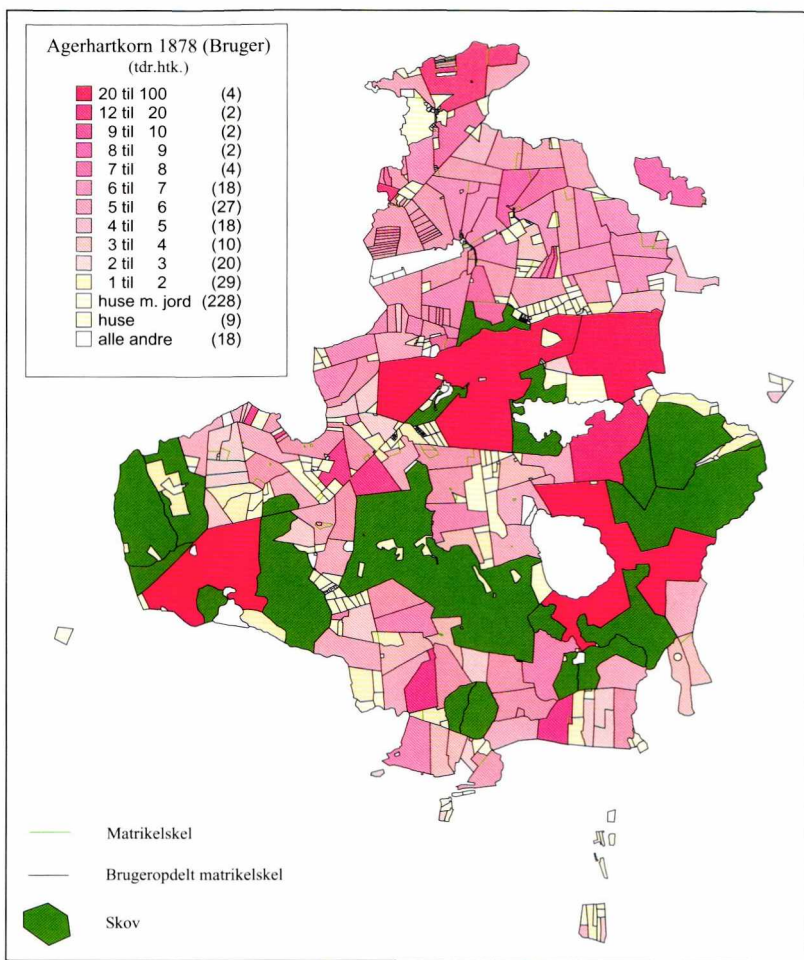 Agerhartkorn 1878 (Bruger)
(tdr.htk.)
20 til 100 (4)
12 til 20 (2)
9 til 10 (2)
8 til 9 (2)
7 til 8 (4)
6 til 7 (18)
5 til 6 (27)
4 til 5 (18)
3 til 4 (10)
2 til 3 (20)
1 til 2 (29)
huse m. jord (228)
huse (9)
alle andre (18)
Matrikelskel
Brugeropdelt matrikelskel
Skov